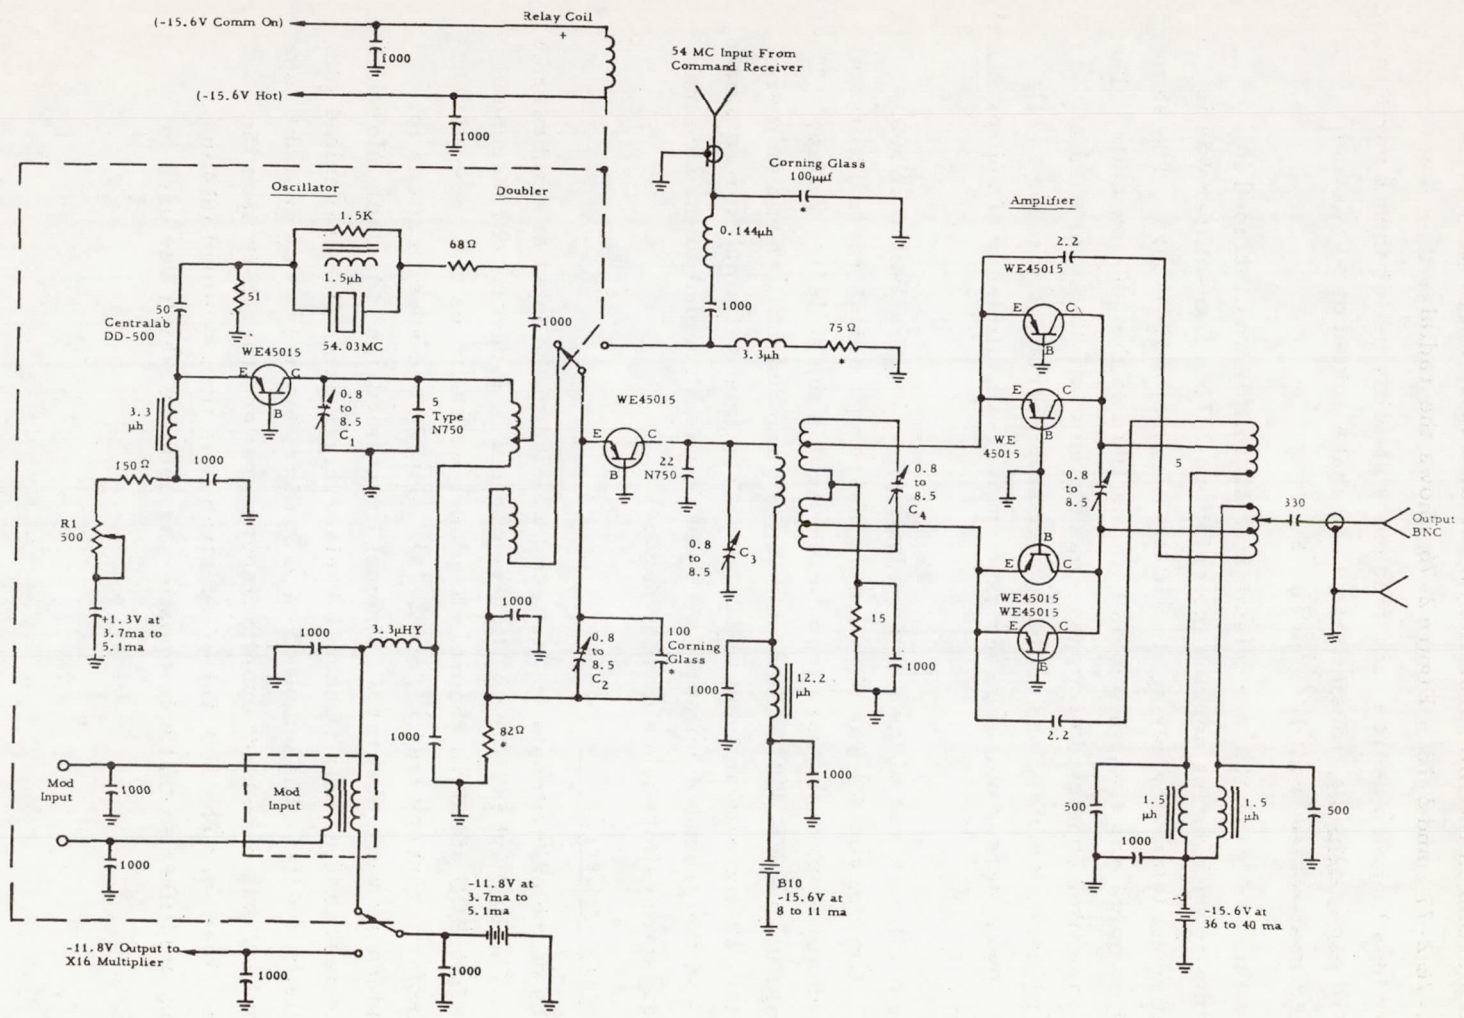 (-15.6V Comm On)
Relay Coil
+
1000
(-15.6V Hot)
1000
54 MC Input From
Command Receiver
Corning Glass
100μμf
*
Oscillator
Doubler
Amplifier
1.5K
68Ω
0.144μh
2.2
WE45015
1.5μh
51
50
Centralab
DD-500
1000
1000
54.03MC
75 Ω
3.3μh
*
E
C
B
WE45015
E
C
B
3.3
μh
0.8
to
8.5
C1
5
Type
N750
WE45015
E
C
B
22
N750
WE
45015
E
C
B
0.8
to
8.5
C4
0.8
to
8.5
5
150 Ω
1000
R1
500
0.8
to
8.5
C3
330
Output
BNC
B
E
C
WE45015
WE45015
E
C
B
+1.3V at
3.7ma to
5.1ma
1000
3.3μHY
1000
0.8
to
8.5
C2
100
Corning
Glass
*
15
1000
1000
12.2
μh
2.2
1000
82Ω
*
Mod
Input
1000
Mod
Input
1000
1000
500
1.5
μh
1.5
μh
500
1000
B10
-15.6V at
8 to 11 ma
-11.8V at
3.7ma to
5.1ma
-15.6V at
36 to 40 ma
-11.8V Output to
X16 Multiplier
1000
1000